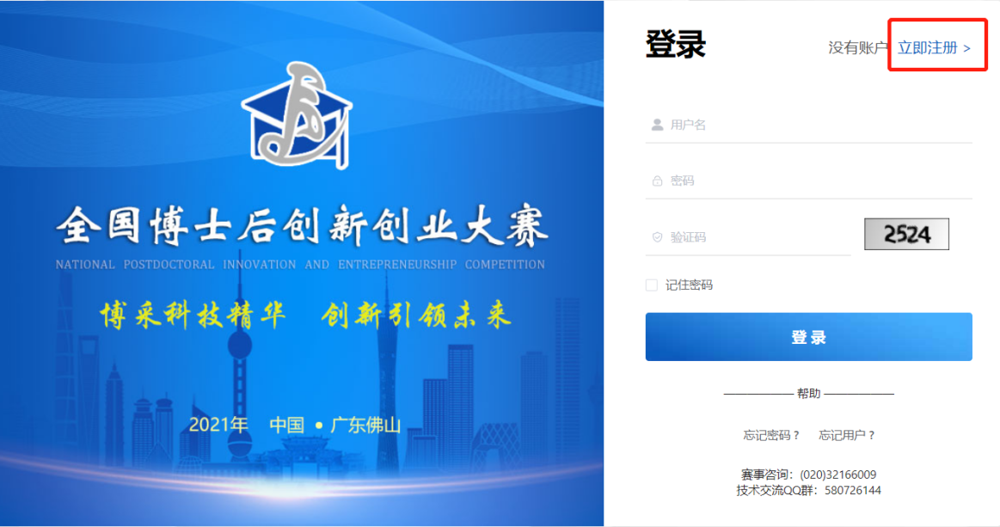 全国博士后创新创业大赛
NATIONAL POSTDOCTORAL INNOVATION AND ENTREPRENEURSHIP COMPETITION
博采科技精华 创新引领未来
2021年 中国 • 广东佛山
登录
没有账户 立即注册 >
用户名
密码
验证码 2524
记住密码
登录
帮助
忘记密码? 忘记用户?
赛事咨询：(020)32166009
技术交流QQ群：580726144